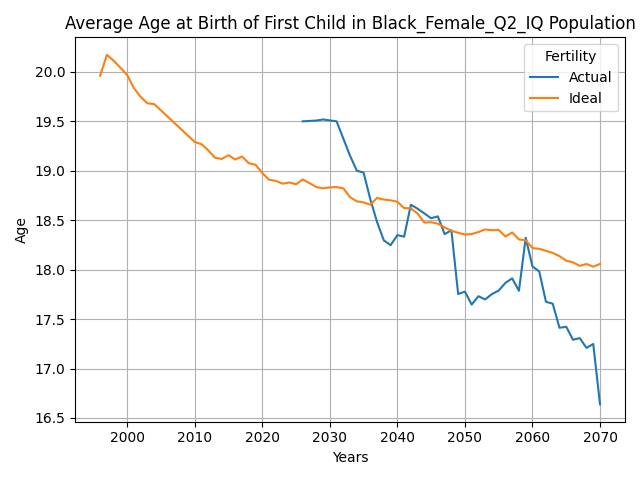 Average Age at Birth of First Child in Black_Female_Q2_IQ Population
Fertility
Actual
Ideal
Age
20.0
19.5
19.0
18.5
18.0
17.5
17.0
16.5
2000 2010 2020 2030 2040 2050 2060 2070
Years